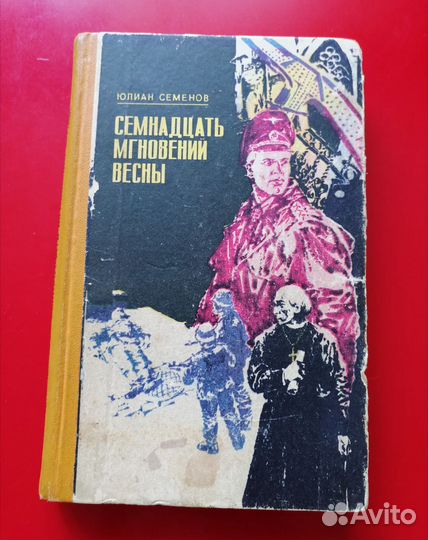 ЮЛИАН СЕМЕНОВ
СЕМНАДЦАТЬ
МГНОВЕНИЙ
ВЕСНЫ
Avito